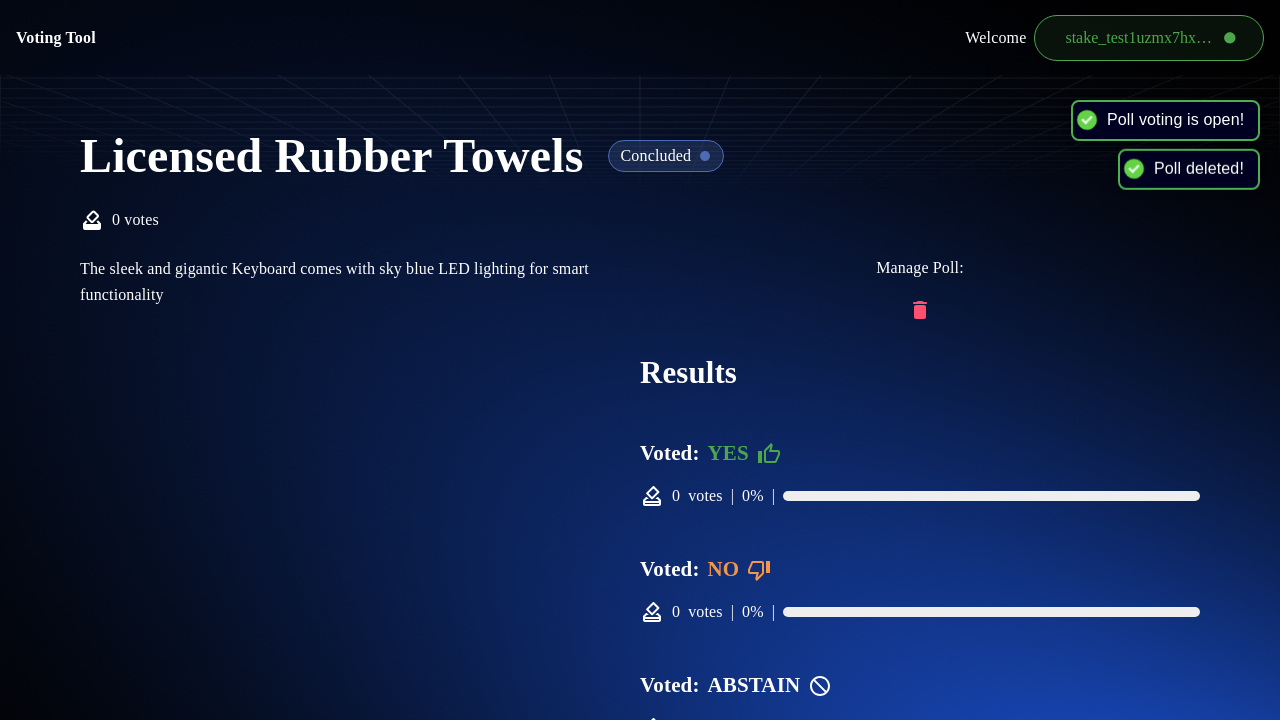 Voting Tool
Welcome
stake_test1uzmx7hx…
Poll voting is open!
Poll deleted!
Licensed Rubber Towels
Concluded
0 votes
The sleek and gigantic Keyboard comes with sky blue LED lighting for smart
functionality
Manage Poll:
Results
Voted: YES
0 votes | 0% |
Voted: NO
0 votes | 0% |
Voted: ABSTAIN